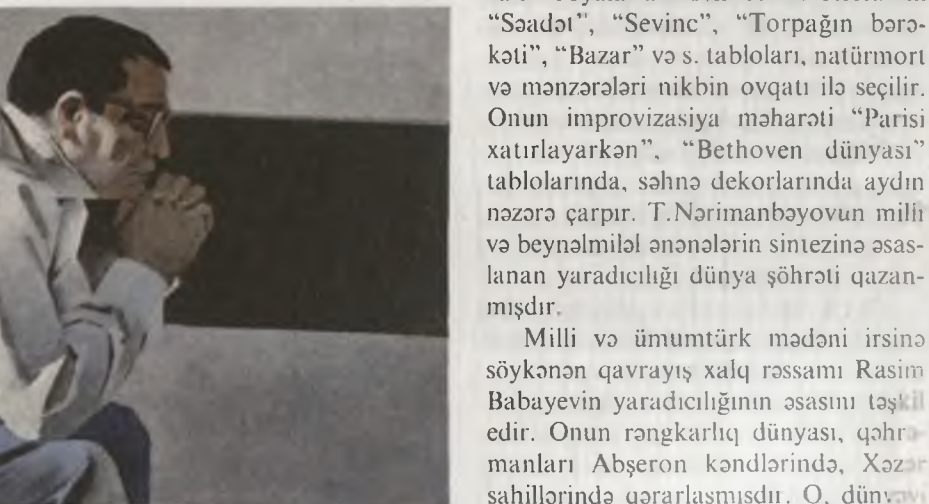 “Səadət”, “Sevinc”, “Torpağın bərə-
kəti”, “Bazar” və s. tabloları, natürmort
və mənzərələri nikbin ovqatı ilə seçilir.
Onun improvizasiya məharəti “Parisi
xatırlayarkən”, “Bethoven dünyası”
tablolarında, səhnə dekorlarında aydın
nəzərə çarpır. T.Nərimanbəyovun milli
və beynəlmiləl ənənələrin sintezinə əsas-
lanan yaradıcılığı dünya şöhrəti qazan-
mışdır.
Milli və ümumtürk mədəni irsinə
söykənən qavrayış xalq rəssamı Rasim
Babayevin yaradıcılığının əsasını təşkil
edir. Onun rəngkarlıq dünyası, qəhrə-
manları Abşeron kəndlərində, Xəzər
sahillərində qərarlaşmışdır. O, dünyəvi